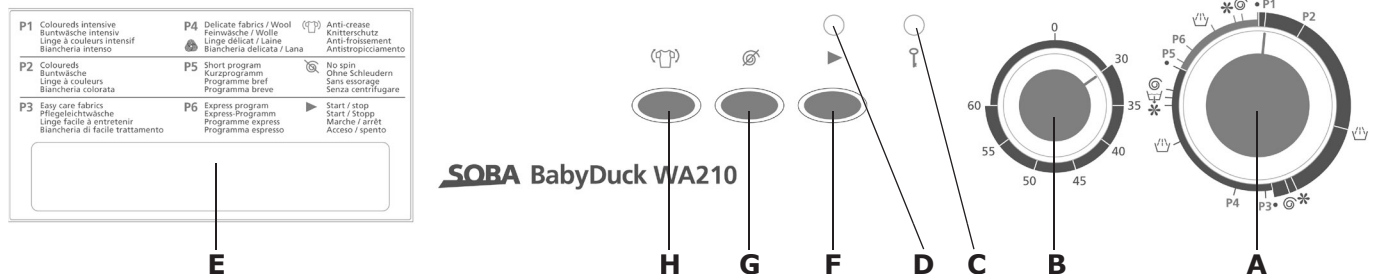 P1 Coloureds intensive
Buntwäsche intensiv
Linge à couleurs intensif
Biancheria intenso
P4 Delicate fabrics / Wool
Feinwäsche / Wolle
Linge délicat / Laine
Biancheria delicata / Lana
Anti-crease
Knitterschutz
Anti-froissement
Antistropicciamento
P2 Coloureds
Buntwäsche
Linge à couleurs
Biancheria colorata
P5 Short program
Kurzprogramm
Programme bref
Programma breve
No spin
Ohne Schleudern
Sans essorage
Senza centrifugare
P3 Easy care fabrics
Pflegeleichtwäsche
Linge facile à entretenir
Biancheria di facile trattamento
P6 Express program
Express-Programm
Programme express
Programma espresso
Start / stop
Start / Stopp
Marche / arrêt
Acceso / spento
SOBA BabyDuck WA210
0
30
35
40
45
50
55
60
P1
P2
P3
P4
P5
P6
E
H
G
F
D
C
B
A